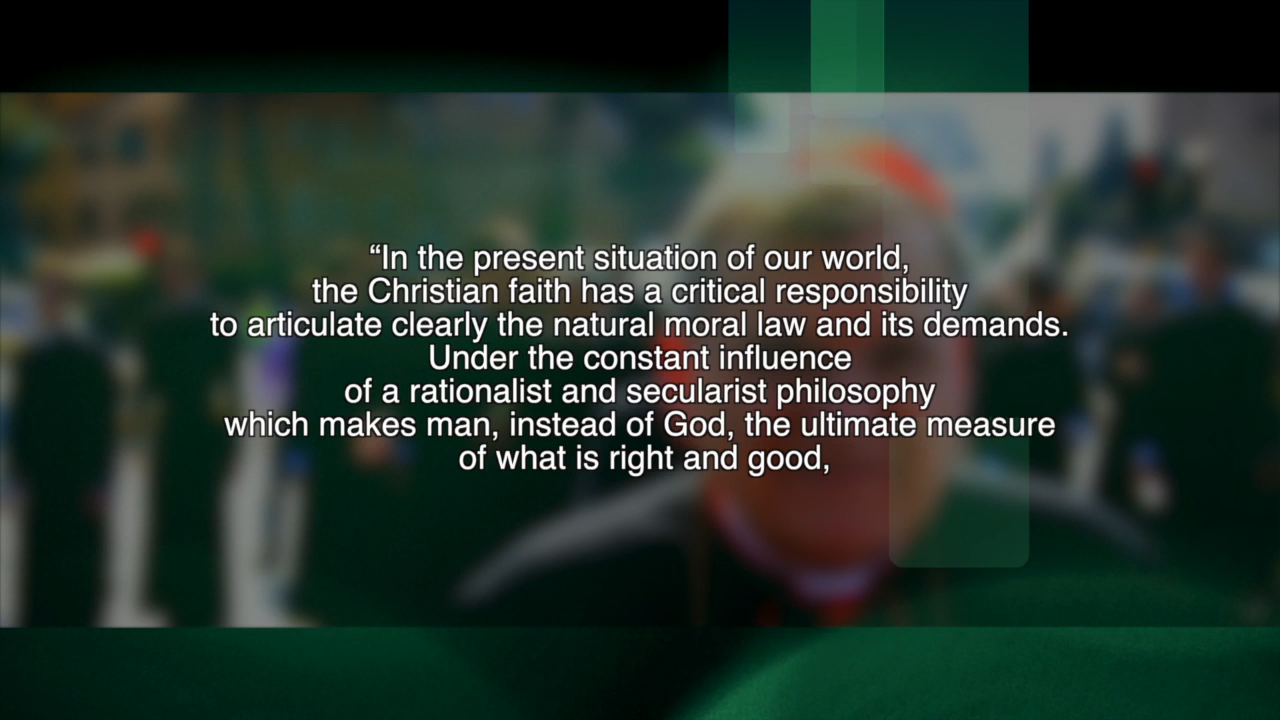 “In the present situation of our world,
the Christian faith has a critical responsibility
to articulate clearly the natural moral law and its demands.
Under the constant influence
of a rationalist and secularist philosophy
which makes man, instead of God, the ultimate measure
of what is right and good,